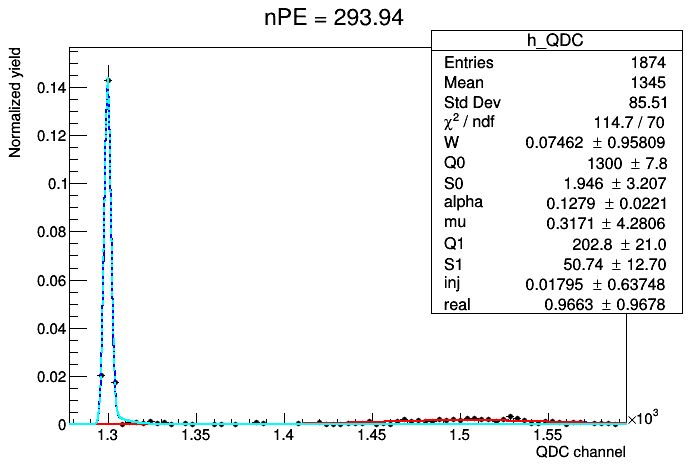 nPE = 293.94
h_QDC
Entries 1874
Mean 1345
Std Dev 85.51
χ² / ndf 114.7 / 70
W 0.07462 ± 0.95809
Q0 1300 ± 7.8
S0 1.946 ± 3.207
alpha 0.1279 ± 0.0221
mu 0.3171 ± 4.2806
Q1 202.8 ± 21.0
S1 50.74 ± 12.70
inj 0.01795 ± 0.63748
real 0.9663 ± 0.9678
Normalized yield
0.14
0.12
0.1
0.08
0.06
0.04
0.02
0
1.3 1.35 1.4 1.45 1.5 1.55
×10³
QDC channel